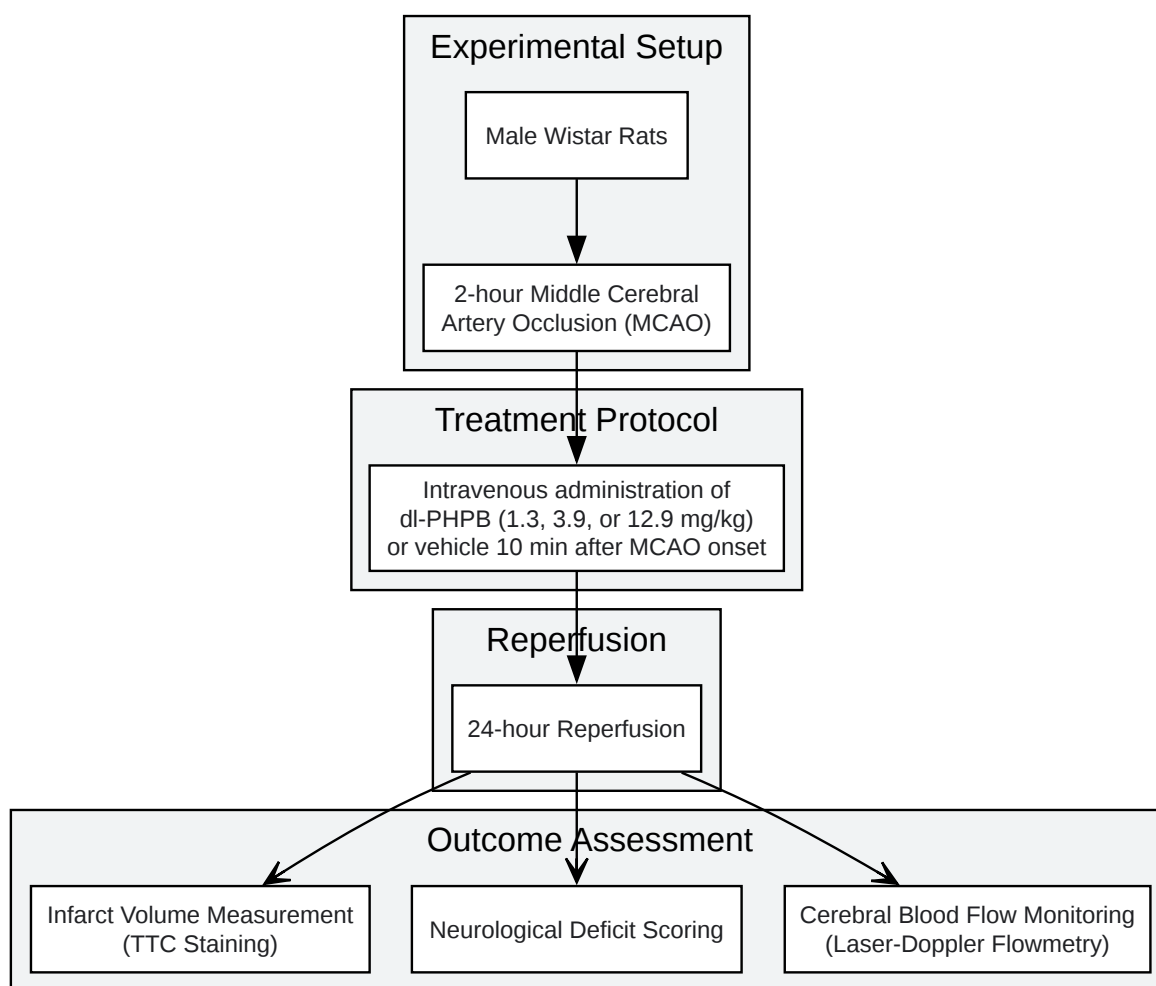 Experimental Setup
Male Wistar Rats
2-hour Middle Cerebral
Artery Occlusion (MCAO)
Treatment Protocol
Intravenous administration of
dl-PHPB (1.3, 3.9, or 12.9 mg/kg)
or vehicle 10 min after MCAO onset
Reperfusion
24-hour Reperfusion
Outcome Assessment
Infarct Volume Measurement
(TTC Staining)
Neurological Deficit Scoring
Cerebral Blood Flow Monitoring
(Laser-Doppler Flowmetry)